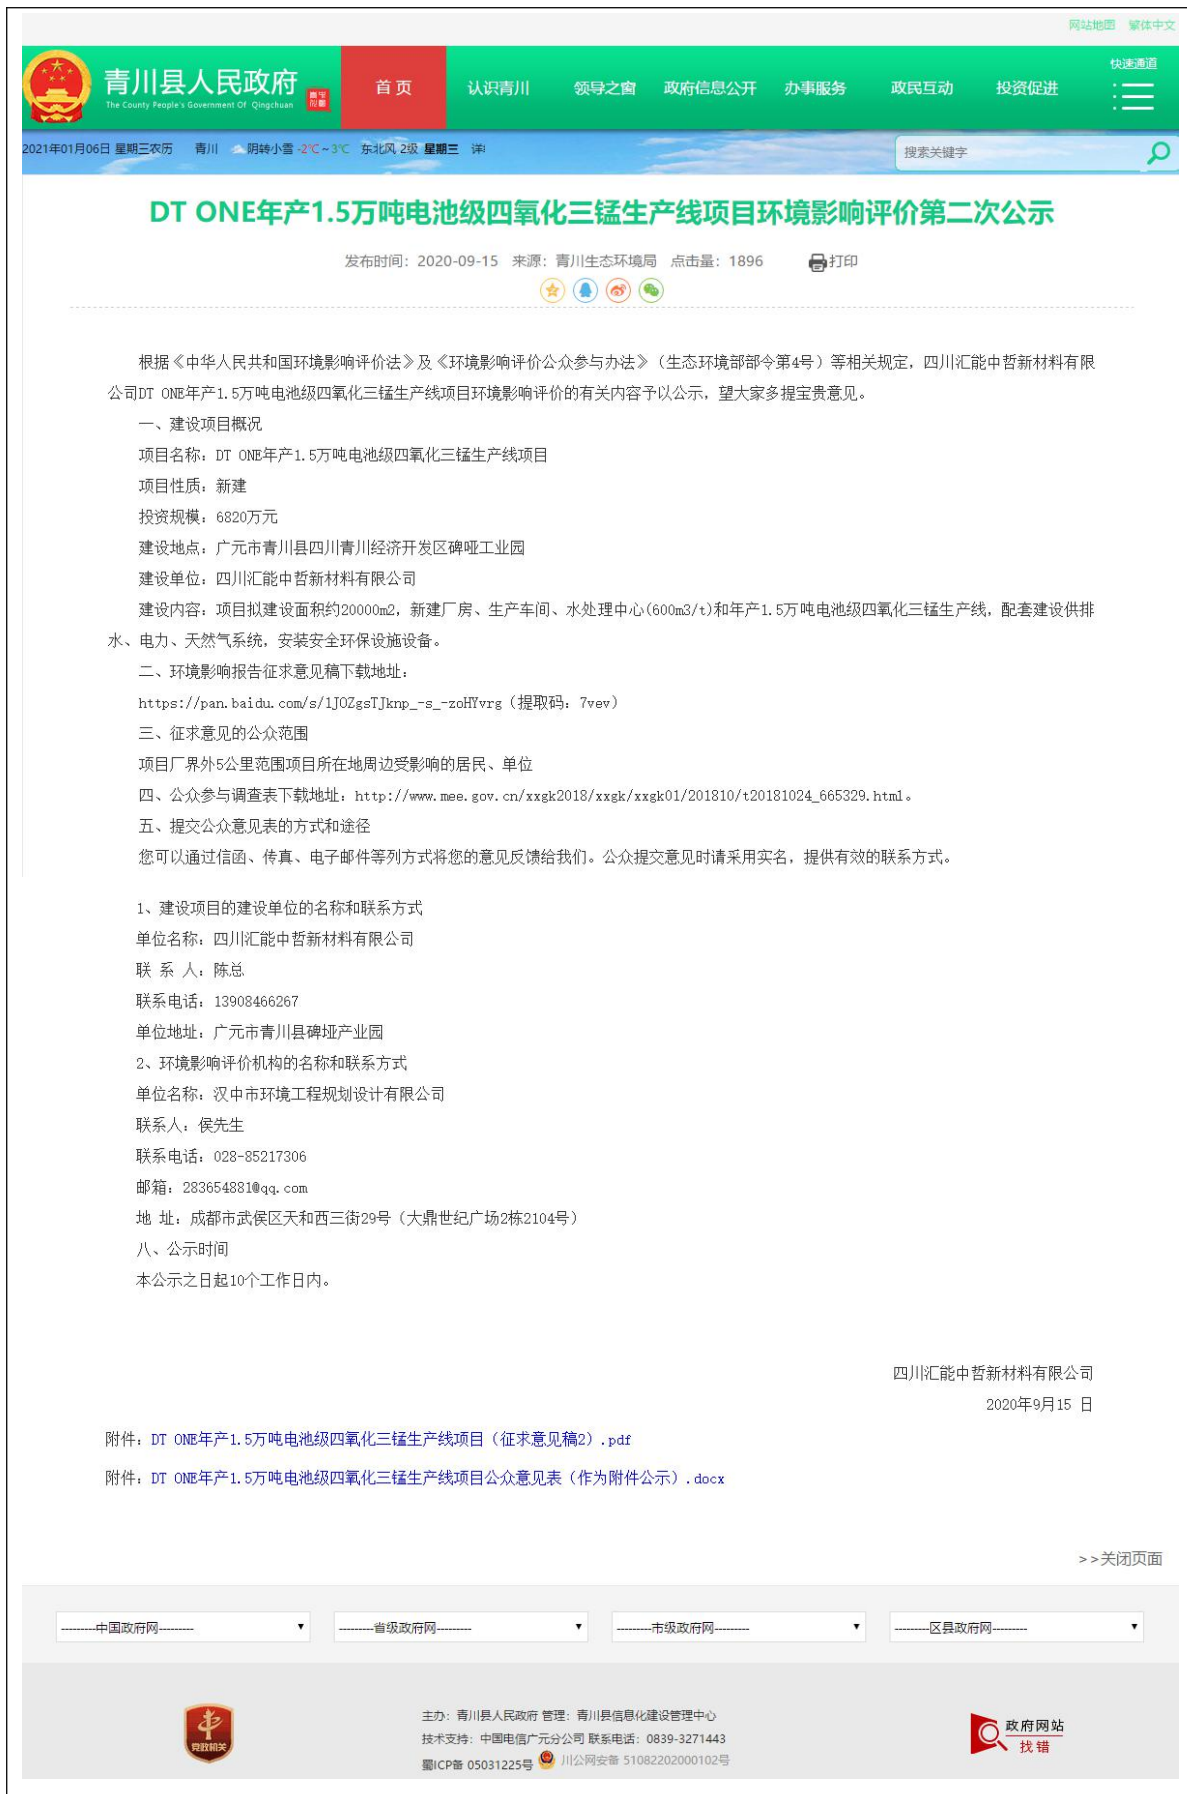 网站地图 繁体中文
青川县人民政府
The County People's Government Of Qingchuan
首页 认识青川 领导之窗 政府信息公开 办事服务 政民互动 投资促进
快速通道
2021年01月06日 星期三农历 青川 阴转小雪 -2℃～3℃ 东北风 2级 星期三 详
搜索关键字
DT ONE年产1.5万吨电池级四氧化三锰生产线项目环境影响评价第二次公示
发布时间：2020-09-15 来源：青川生态环境局 点击量：1896 打印
根据《中华人民共和国环境影响评价法》及《环境影响评价公众参与办法》（生态环境部部令第4号）等相关规定，四川汇能中哲新材料有限
公司DT ONE年产1.5万吨电池级四氧化三锰生产线项目环境影响评价的有关内容予以公示，望大家多提宝贵意见。
一、建设项目概况
项目名称：DT ONE年产1.5万吨电池级四氧化三锰生产线项目
项目性质：新建
投资规模：6820万元
建设地点：广元市青川县四川青川经济开发区碑哑工业园
建设单位：四川汇能中哲新材料有限公司
建设内容：项目拟建设面积约20000m2，新建厂房、生产车间、水处理中心(600m3/t)和年产1.5万吨电池级四氧化三锰生产线，配套建设供排
水、电力、天然气系统，安装安全环保设施设备。
二、环境影响报告征求意见稿下载地址：
https://pan.baidu.com/s/1JOZgsTJknp_-s_-zoHYvrg（提取码：7vev）
三、征求意见的公众范围
项目厂界外5公里范围项目所在地周边受影响的居民、单位
四、公众参与调查表下载地址：http://www.mee.gov.cn/xxgk2018/xxgk/xxgk01/201810/t20181024_665329.html。
五、提交公众意见表的方式和途径
您可以通过信函、传真、电子邮件等列方式将您的意见反馈给我们。公众提交意见时请采用实名，提供有效的联系方式。
1、建设项目的建设单位的名称和联系方式
单位名称：四川汇能中哲新材料有限公司
联 系 人：陈总
联系电话：13908466267
单位地址：广元市青川县碑垭产业园
2、环境影响评价机构的名称和联系方式
单位名称：汉中市环境工程规划设计有限公司
联系人：侯先生
联系电话：028-85217306
邮箱：283654881@qq.com
地 址：成都市武侯区天和西三街29号（大鼎世纪广场2栋2104号）
八、公示时间
本公示之日起10个工作日内。
四川汇能中哲新材料有限公司
2020年9月15 日
附件：DT ONE年产1.5万吨电池级四氧化三锰生产线项目（征求意见稿2）.pdf
附件：DT ONE年产1.5万吨电池级四氧化三锰生产线项目公众意见表（作为附件公示）.docx
>>关闭页面
---------中国政府网--------- ---------省级政府网--------- ---------市级政府网--------- ---------区县政府网---------
党政机关
主办：青川县人民政府 管理：青川县信息化建设管理中心
技术支持：中国电信广元分公司 联系电话：0839-3271443
蜀ICP备 05031225号 川公网安备 51082202000102号
政府网站
找错